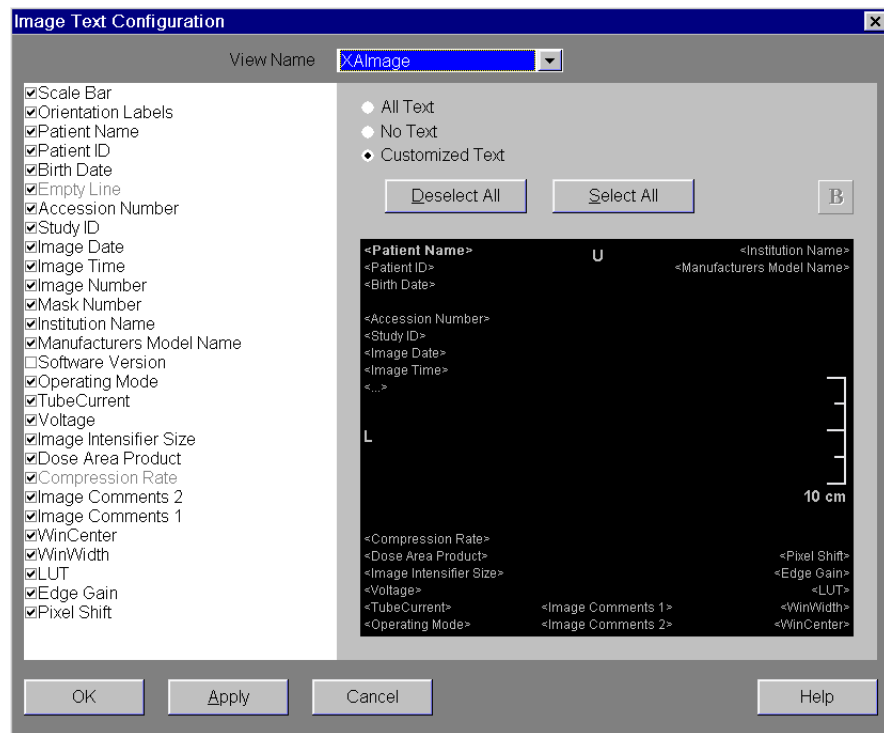 Image Text Configuration
View Name XAImage
Scale Bar
Orientation Labels
Patient Name
Patient ID
Birth Date
Empty Line
Accession Number
Study ID
Image Date
Image Time
Image Number
Mask Number
Institution Name
Manufacturers Model Name
Software Version
Operating Mode
TubeCurrent
Voltage
Image Intensifier Size
Dose Area Product
Compression Rate
Image Comments 2
Image Comments 1
WinCenter
WinWidth
LUT
Edge Gain
Pixel Shift
All Text
No Text
Customized Text
Deselect All Select All B
<Patient Name> U <Institution Name>
<Patient ID> <Manufacturers Model Name>
<Birth Date>
<Accession Number>
<Study ID>
<Image Date>
<Image Time>
<...>
L
10 cm
<Compression Rate>
<Dose Area Product> <Pixel Shift>
<Image Intensifier Size> <Edge Gain>
<Voltage> <LUT>
<TubeCurrent> <Image Comments 1> <WinWidth>
<Operating Mode> <Image Comments 2> <WinCenter>
OK Apply Cancel Help